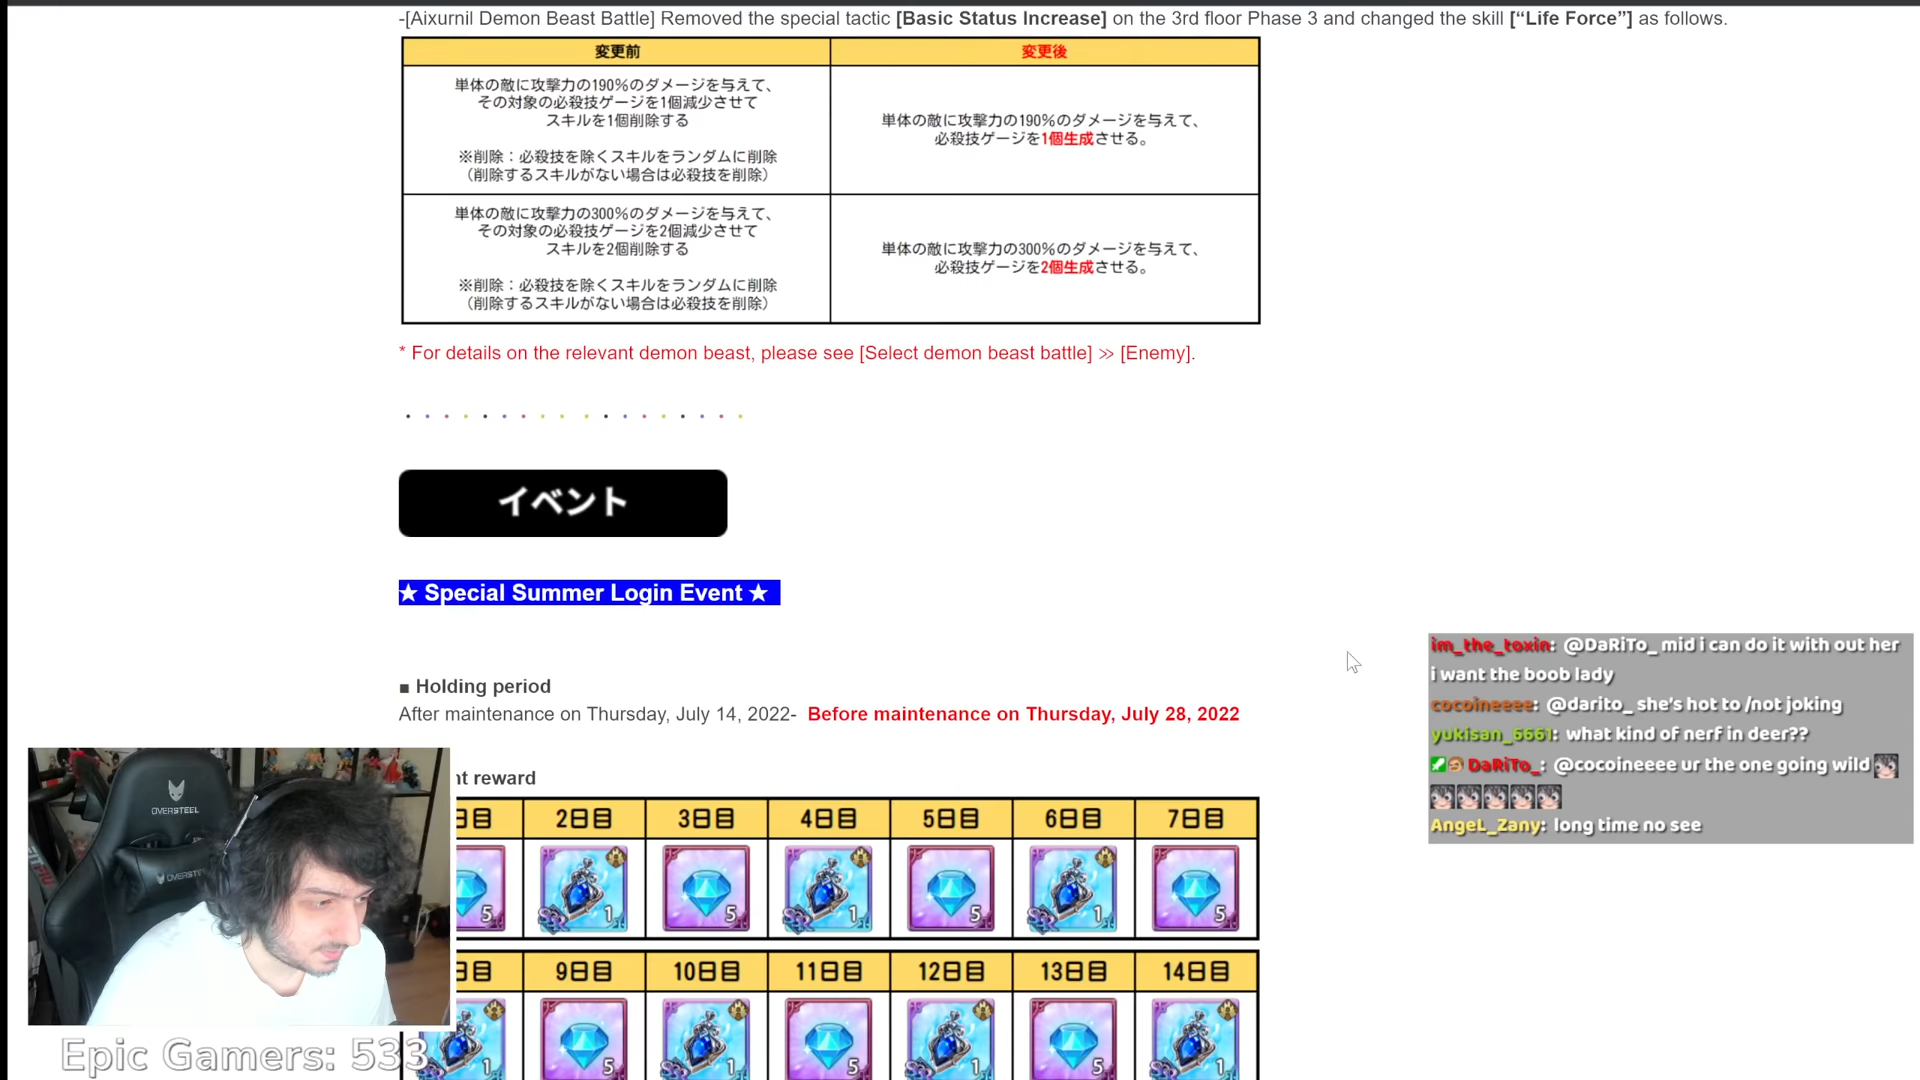 -[Aixurnil Demon Beast Battle] Removed the special tactic [Basic Status Increase] on the 3rd floor Phase 3 and changed the skill [“Life Force”] as follows.
変更前
変更後
単体の敵に攻撃力の190%のダメージを与えて、
その対象の必殺技ゲージを1個減少させて
スキルを1個削除する
※削除：必殺技を除くスキルをランダムに削除
（削除するスキルがない場合は必殺技を削除）
単体の敵に攻撃力の190%のダメージを与えて、
必殺技ゲージを1個生成させる。
単体の敵に攻撃力の300%のダメージを与えて、
その対象の必殺技ゲージを2個減少させて
スキルを2個削除する
※削除：必殺技を除くスキルをランダムに削除
（削除するスキルがない場合は必殺技を削除）
単体の敵に攻撃力の300%のダメージを与えて、
必殺技ゲージを2個生成させる。
* For details on the relevant demon beast, please see [Select demon beast battle] >> [Enemy].
イベント
★ Special Summer Login Event ★
■ Holding period
After maintenance on Thursday, July 14, 2022- Before maintenance on Thursday, July 28, 2022
nt reward
日目 2日目 3日目 4日目 5日目 6日目 7日目
5 1 5 1 5 1 5
日目 9日目 10日目 11日目 12日目 13日目 14日目
1 5 1 5 1 5 1
im_the_toxin: @DaRiTo_ mid i can do it with out her
i want the boob lady
cocoineeee: @darito_ she's hot to /not joking
yukisan_6661: what kind of nerf in deer??
DaRiTo_: @cocoineeee ur the one going wild
AngeL_Zany: long time no see
OVERSTEEL
OVERSTE
Epic Gamers: 533